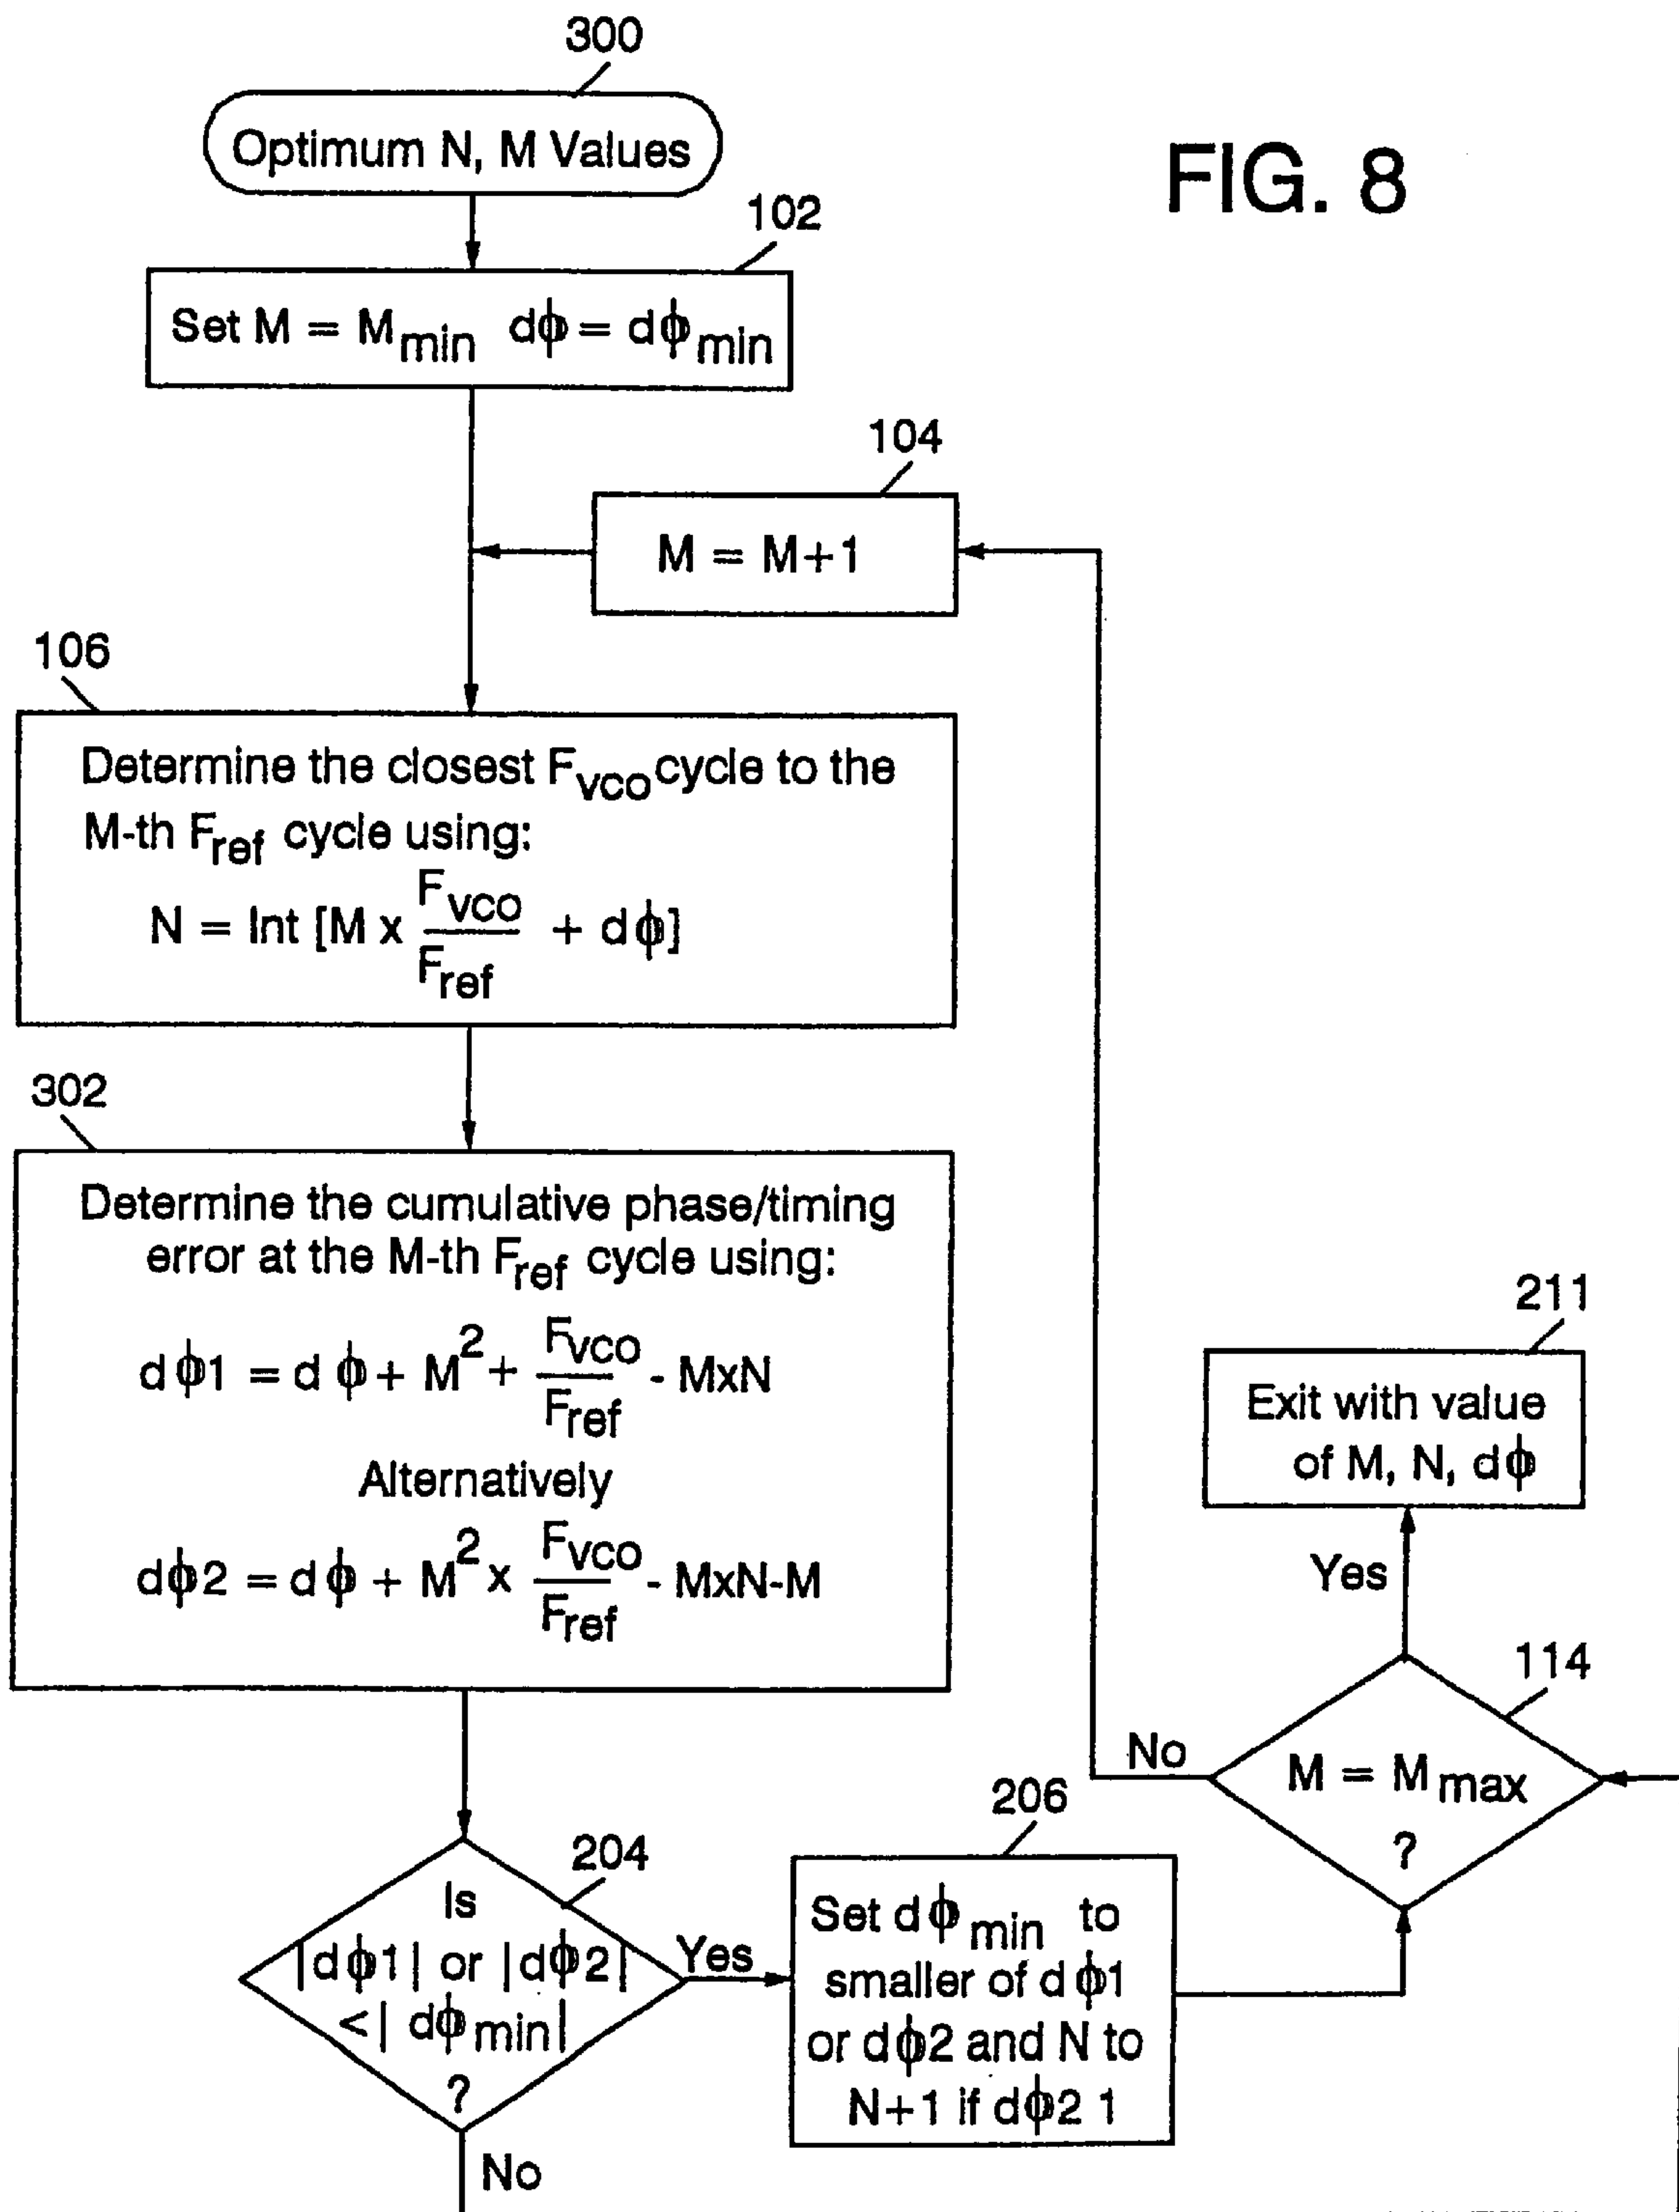 300
Optimum N, M Values
FIG. 8
102
Set M = Mmin dϕ = dϕmin
104
M = M+1
106
Determine the closest Fvco cycle to the
M-th Fref cycle using:
N = Int [M x Fvco/Fref + dϕ]
302
Determine the cumulative phase/timing
error at the M-th Fref cycle using:
dϕ1 = dϕ + M² + Fvco/Fref - MxN
Alternatively
dϕ2 = dϕ + M² x Fvco/Fref - MxN-M
211
Exit with value
of M, N, dϕ
Yes
114
No
M = Mmax
?
204
Is
|dϕ1| or |dϕ2|
<| dϕmin|
?
Yes
No
206
Set dϕmin to
smaller of dϕ1
or dϕ2 and N to
N+1 if dϕ2 1